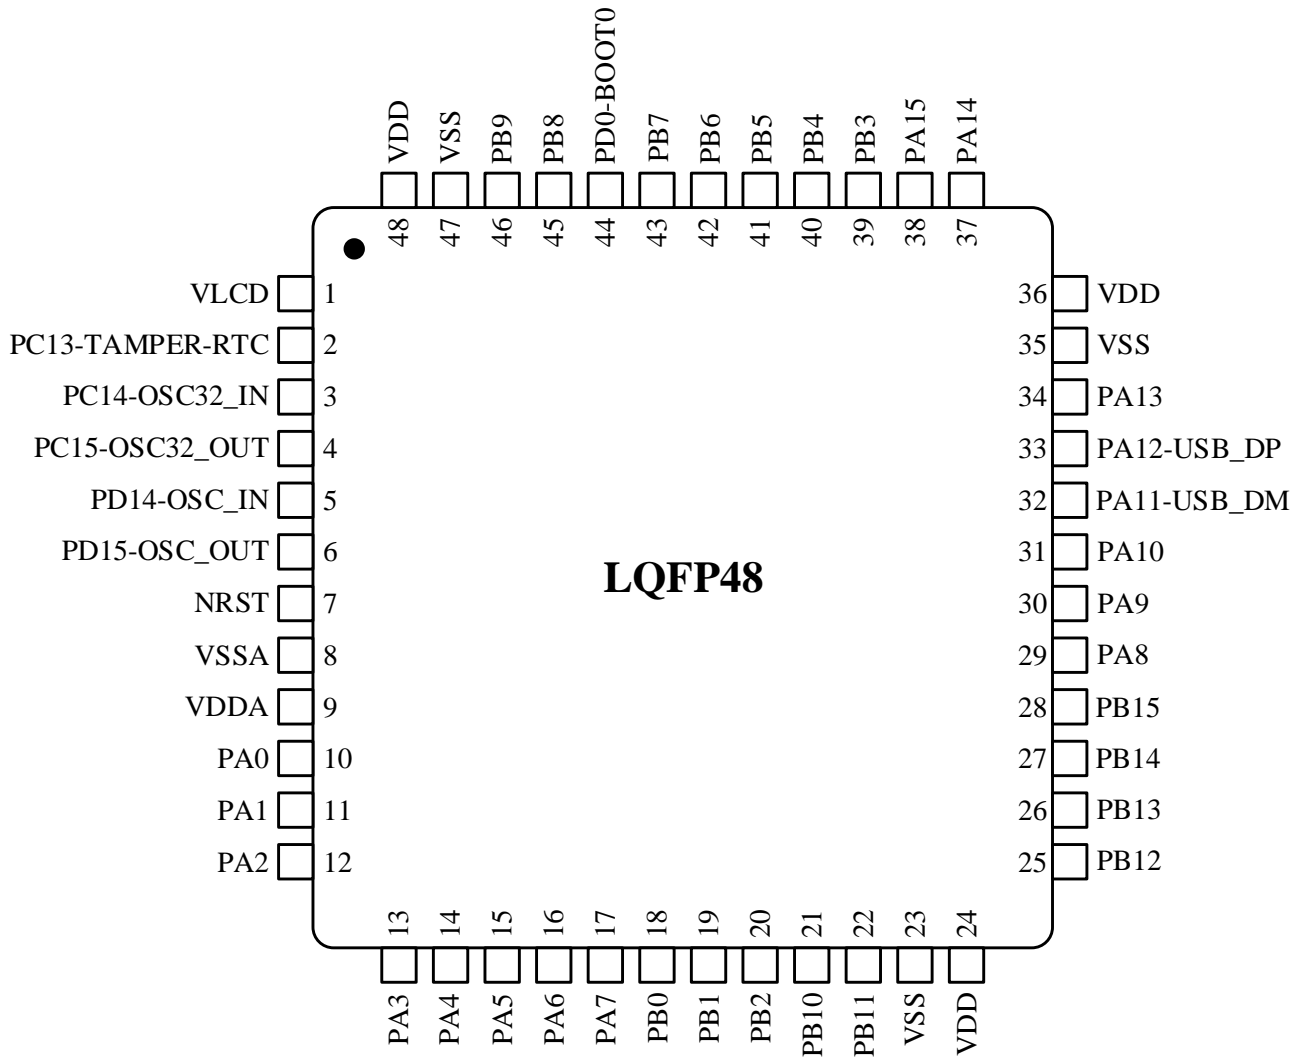 PD0-BOOT0
VDD
VSS
PB9
PB8
PB7
PB6
PB5
PB4
PB3
PA15
PA14
48
47
46
45
44
43
42
41
40
39
38
37
VLCD 1
36 VDD
PC13-TAMPER-RTC 2
35 VSS
PC14-OSC32_IN 3
34 PA13
PC15-OSC32_OUT 4
33 PA12-USB_DP
PD14-OSC_IN 5
32 PA11-USB_DM
PD15-OSC_OUT 6
31 PA10
LQFP48
NRST 7
30 PA9
VSSA 8
29 PA8
VDDA 9
28 PB15
PA0 10
27 PB14
PA1 11
26 PB13
PA2 12
25 PB12
13
14
15
16
17
18
19
20
21
22
23
24
PA3
PA4
PA5
PA6
PA7
PB0
PB1
PB2
PB10
PB11
VSS
VDD